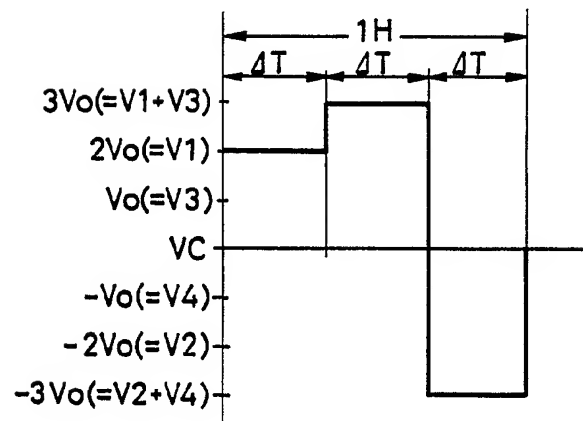 1H
ΔT ΔT ΔT
3Vo(=V1+V3)
2Vo(=V1)
Vo(=V3)
VC
-Vo(=V4)
-2Vo(=V2)
-3Vo(=V2+V4)